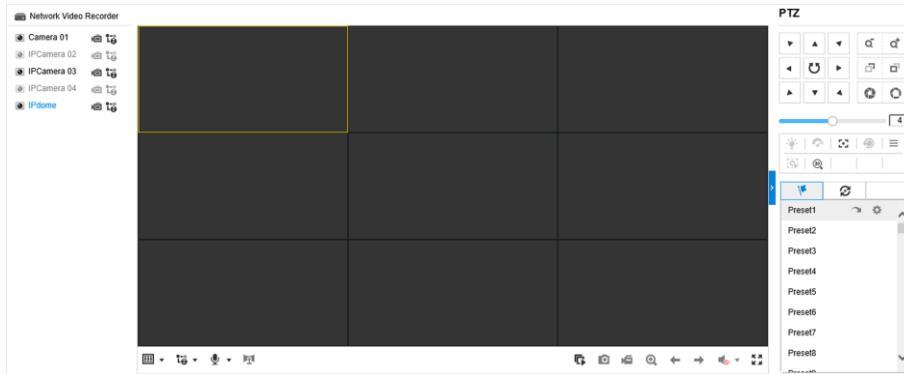 Network Video Recorder
Camera 01
IPCamera 02
IPCamera 03
IPCamera 04
IPdome
PTZ
4
Preset1
Preset2
Preset3
Preset4
Preset5
Preset6
Preset7
Preset8